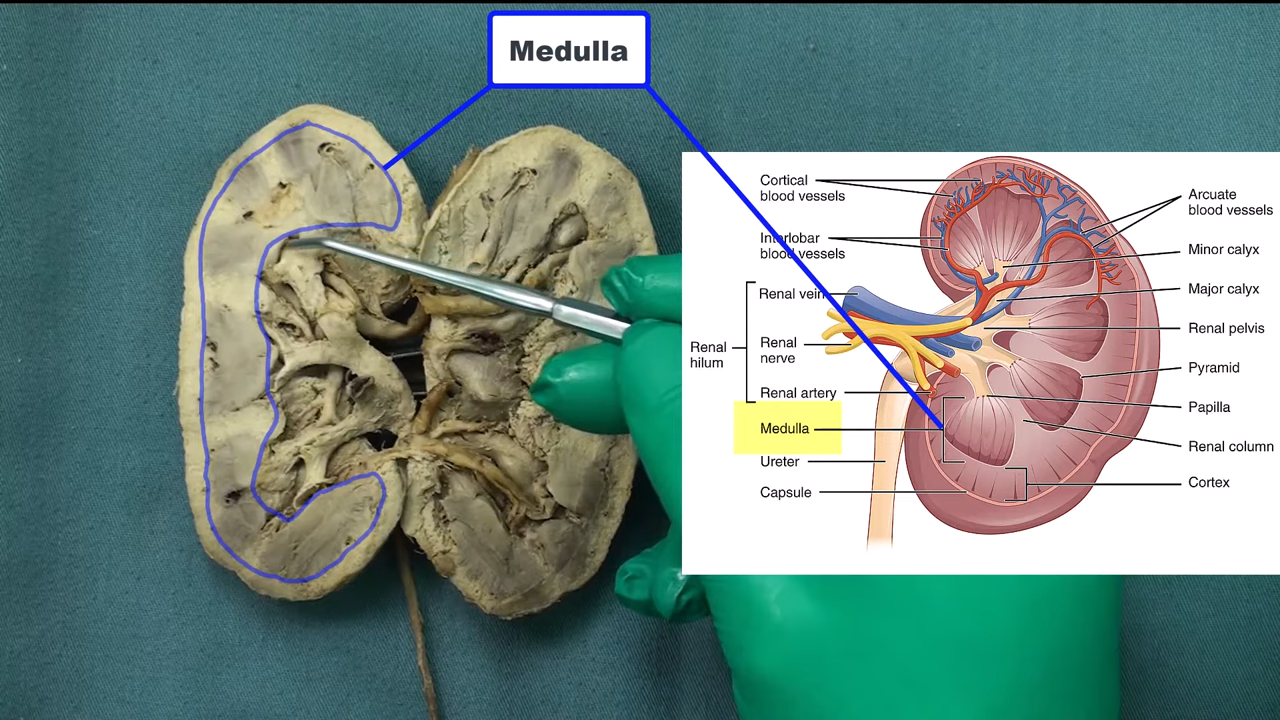 Medulla
Cortical
blood vessels
Interlobar
blood vessels
Renal vein
Renal
hilum
Renal
nerve
Renal artery
Medulla
Ureter
Capsule
Arcuate
blood vessels
Minor calyx
Major calyx
Renal pelvis
Pyramid
Papilla
Renal column
Cortex